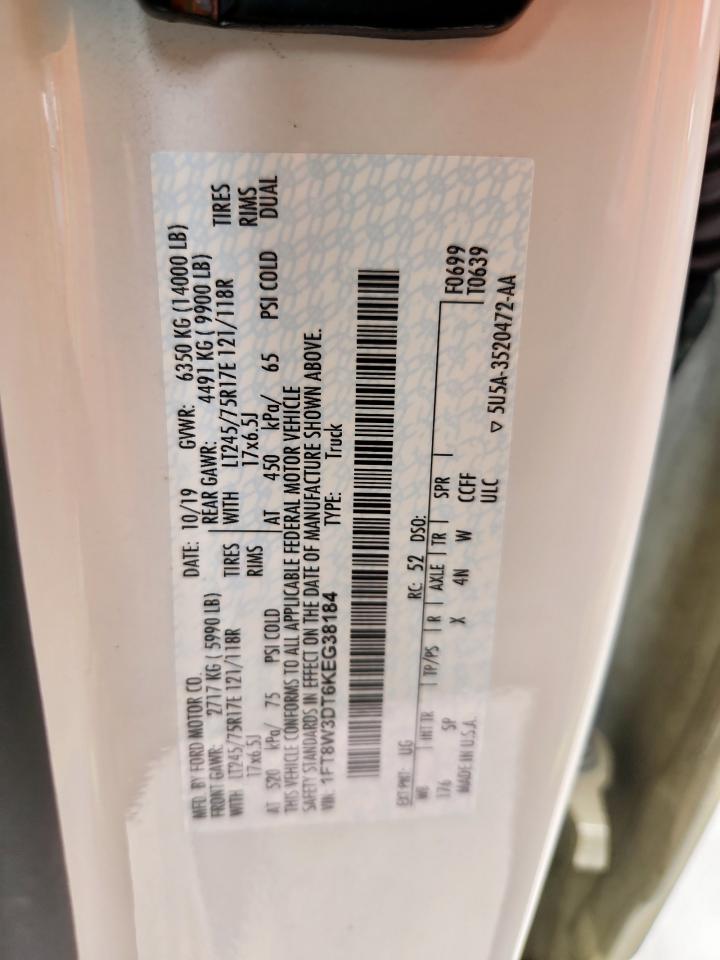 MFD. BY FORD MOTOR CO.
DATE: 10/19 GVWR: 6350 KG (14000 LB)
FRONT GAWR: 2717 KG ( 5990 LB)
REAR GAWR: 4491 KG ( 9900 LB)
WITH LT245/75R17E 121/118R TIRES
WITH LT245/75R17E 121/118R TIRES
17x6.5J RIMS
17x6.5J RIMS
AT 520 kPa/ 75 PSI COLD
AT 450 kPa/ 65 PSI COLD DUAL
THIS VEHICLE CONFORMS TO ALL APPLICABLE FEDERAL MOTOR VEHICLE
SAFETY STANDARDS IN EFFECT ON THE DATE OF MANUFACTURE SHOWN ABOVE.
VIN: 1FT8W3DT6KEG38184 TYPE: Truck
EXT PNT: UG RC: 52 DSO: F0699
WB INT TR TP/PS R AXLE TR SPR T0639
176 SP X 4N W CCFF
MADE IN U.S.A. ULC
▽ 5U5A-3520472-AA